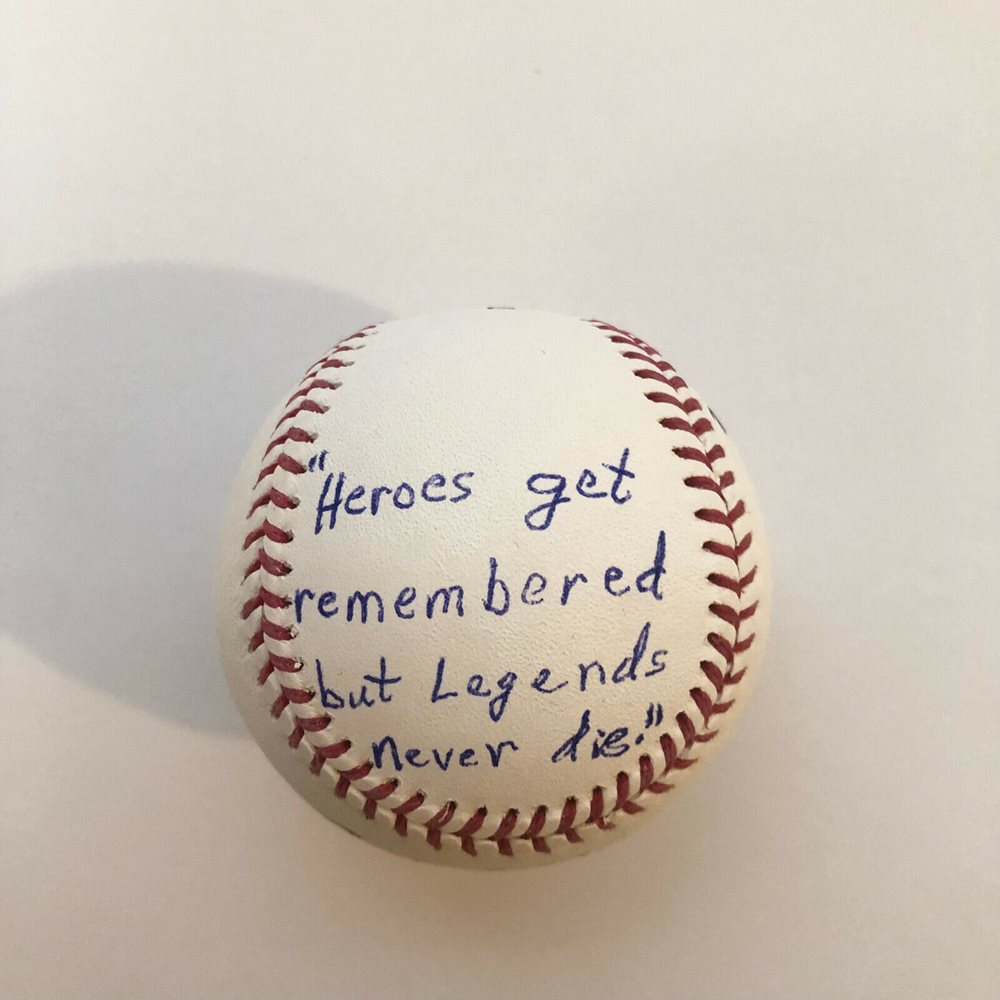 "Heroes get
remembered
but Legends
never die."